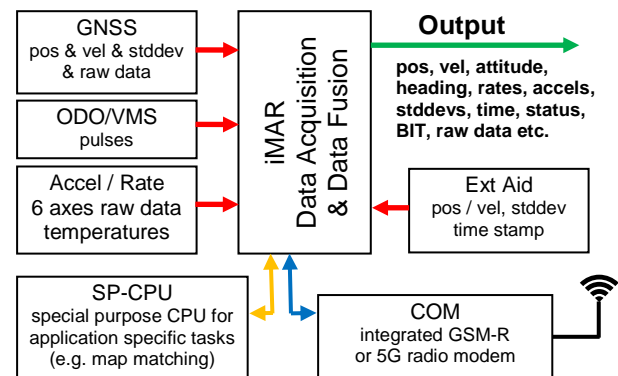 GNSS
pos & vel & stddev
& raw data
ODO/VMS
pulses
Accel / Rate
6 axes raw data
temperatures
iMAR
Data Acquisition
& Data Fusion
Output
pos, vel, attitude,
heading, rates, accels,
stddevs, time, status,
BIT, raw data etc.
Ext Aid
pos / vel, stddev
time stamp
SP-CPU
special purpose CPU for
application specific tasks
(e.g. map matching)
COM
integrated GSM-R
or 5G radio modem